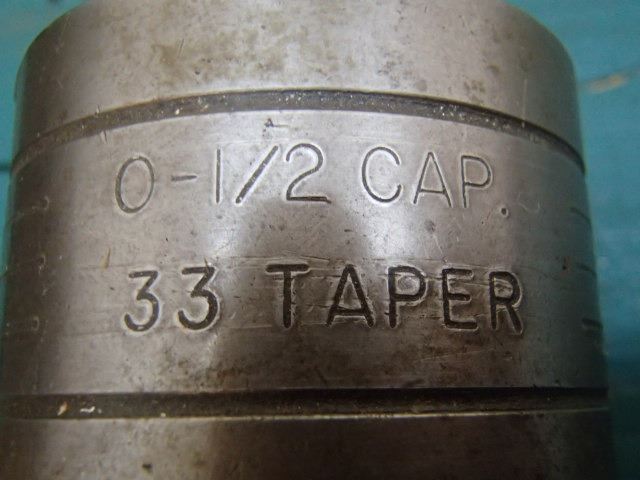 0-1/2 CAP.
33 TAPER